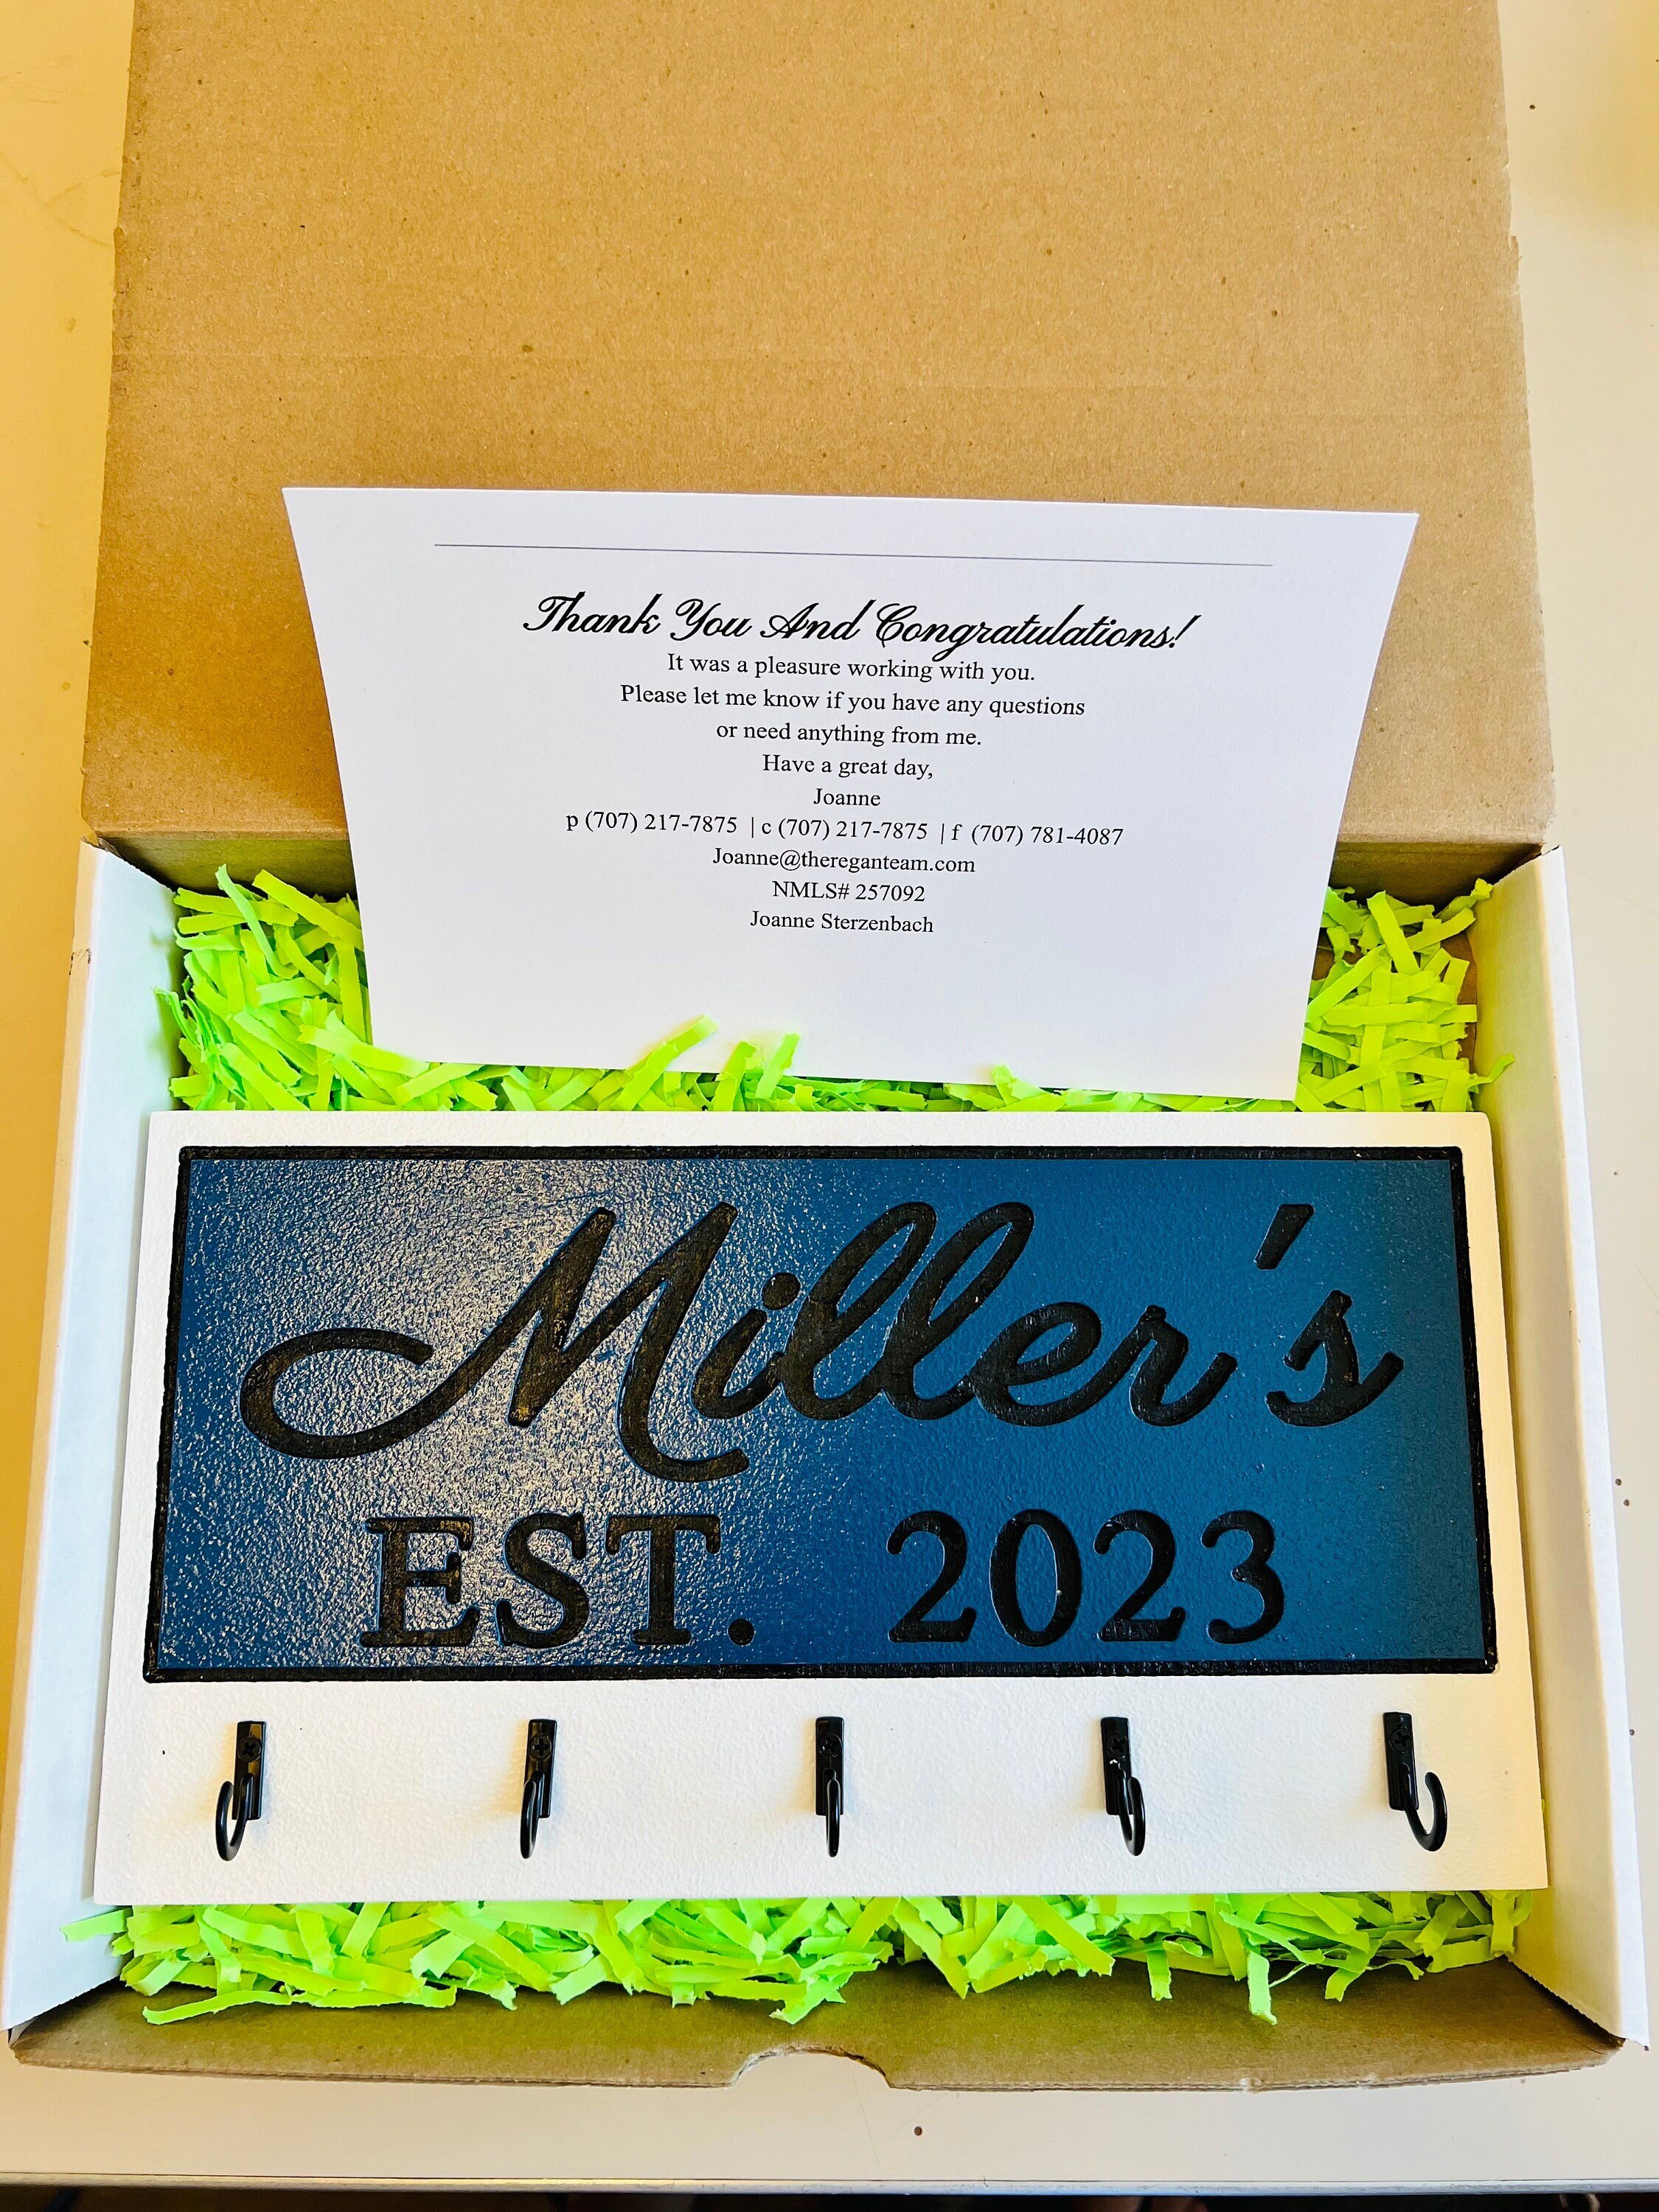 Thank You And Congratulations!
It was a pleasure working with you.
Please let me know if you have any questions
or need anything from me.
Have a great day,
Joanne
p (707) 217-7875 | c (707) 217-7875 | f (707) 781-4087
Joanne@thereganteam.com
NMLS# 257092
Joanne Sterzenbach
Miller's
EST. 2023